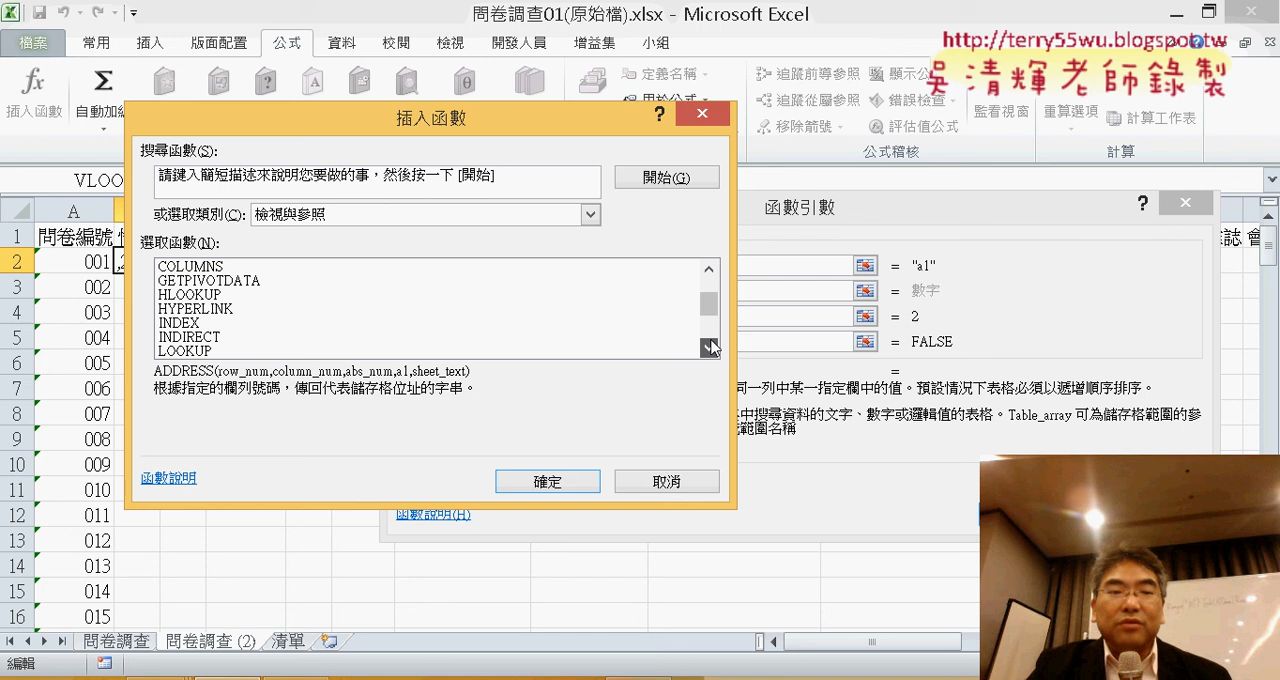 問卷調查01(原始檔).xlsx - Microsoft Excel
http://terry55wu.blogspot.tw
吳清輝老師錄製
檔案 常用 插入 版面配置 公式 資料 校閱 檢視 開發人員 增益集 小組
fx Σ
插入函數 自動加總
定義名稱
用於公式
追蹤前導參照
追蹤從屬參照 錯誤檢查
移除箭號 評估值公式
監看視窗 重算選項 計算工作表
公式稽核 計算
插入函數
搜尋函數(S):
請鍵入簡短描述來說明您要做的事，然後按一下 [開始]
開始(G)
或選取類別(C): 檢視與參照
選取函數(N):
COLUMNS
GETPIVOTDATA
HLOOKUP
HYPERLINK
INDEX
INDIRECT
LOOKUP
ADDRESS(row_num,column_num,abs_num,a1,sheet_text)
根據指定的欄列號碼，傳回代表儲存格位址的字串。
函數說明
確定 取消
函數引數
= "a1"
= 數字
= 2
= FALSE
=
同一列中某一指定欄中的值。預設情況下表格必須以遞增順序排序。
中搜尋資料的文字、數字或邏輯值的表格。Table_array 可為儲存格範圍的參
範圍名稱
函數說明(H)
VLOO
A
1 問卷編號
2 001
3 002
4 003
5 004
6 005
7 006
8 007
9 008
10 009
11 010
12 011
13 012
14 013
15 014
16 015
問卷調查 問卷調查 (2) 清單
編輯